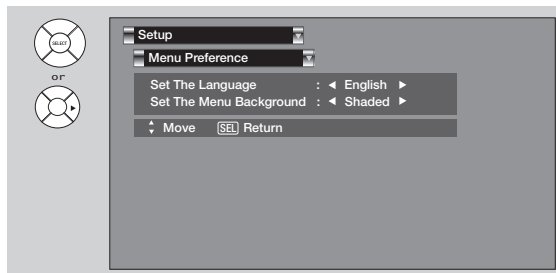 SELECT
or
Setup
Menu Preference
Set The Language : ◄ English ►
Set The Menu Background : ◄ Shaded ►
Move SEL Return